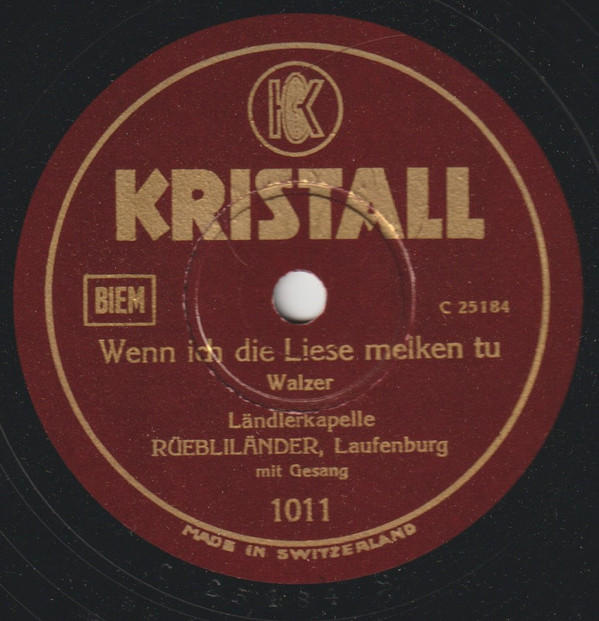 K
KRISTALL
BIEM
C 25184
Wenn ich die Liese melken tu
Walzer
Ländlerkapelle
RÜEBLILÄNDER, Laufenburg
mit Gesang
1011
MADE IN SWITZERLAND
C 25184